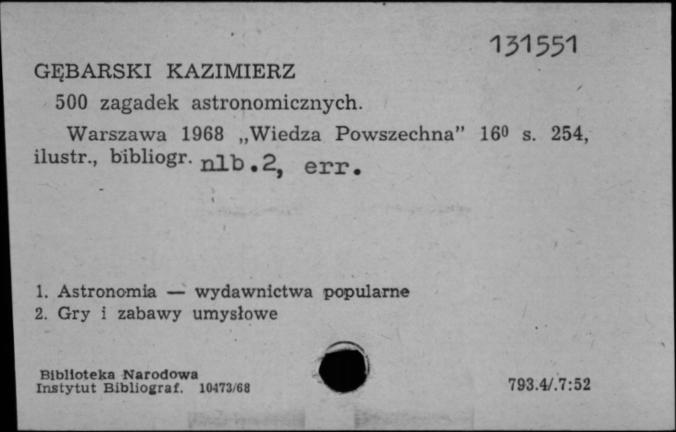 131551
GĘBARSKI KAZIMIERZ
500 zagadek astronomicznych.
Warszawa 1968 „Wiedza Powszechna” 16⁰ s. 254,
ilustr., bibliogr. nlb.2, err.
1. Astronomia — wydawnictwa popularne
2. Gry i zabawy umysłowe
Biblioteka Narodowa
Instytut Bibliograf. 10473/68
793.4/.7:52